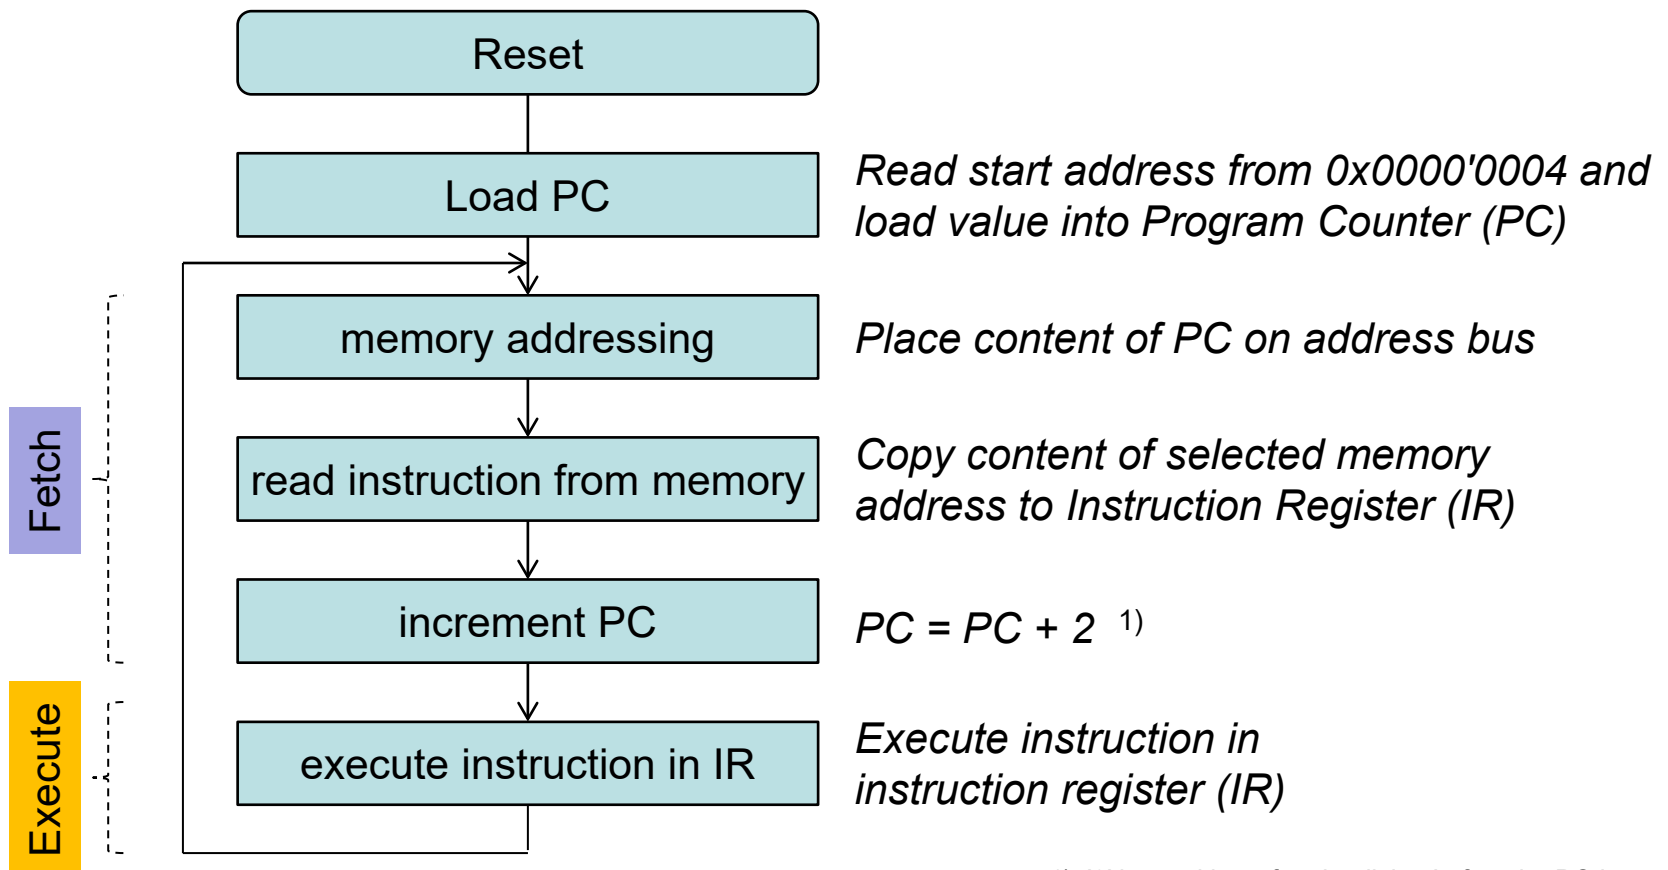 Reset
Load PC
Read start address from 0x0000'0004 and
load value into Program Counter (PC)
memory addressing
Place content of PC on address bus
Fetch
read instruction from memory
Copy content of selected memory
address to Instruction Register (IR)
increment PC
PC = PC + 2 1)
Execute
execute instruction in IR
Execute instruction in
instruction register (IR)